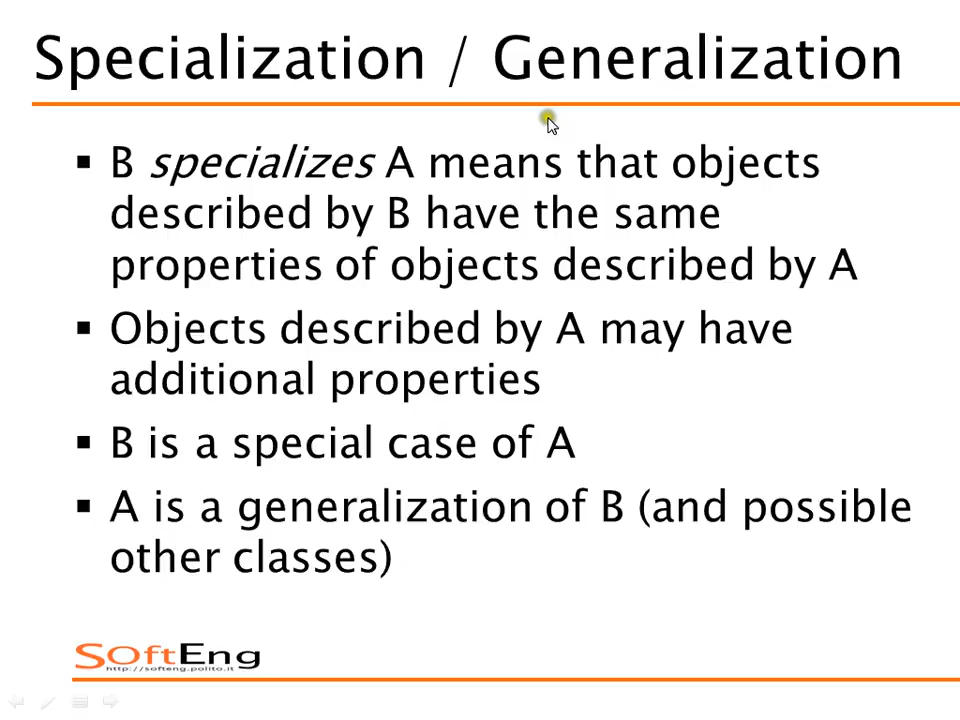 Specialization / Generalization
▪ B specializes A means that objects
described by B have the same
properties of objects described by A
▪ Objects described by A may have
additional properties
▪ B is a special case of A
▪ A is a generalization of B (and possible
other classes)
SOftEng
http://softeng.polito.it